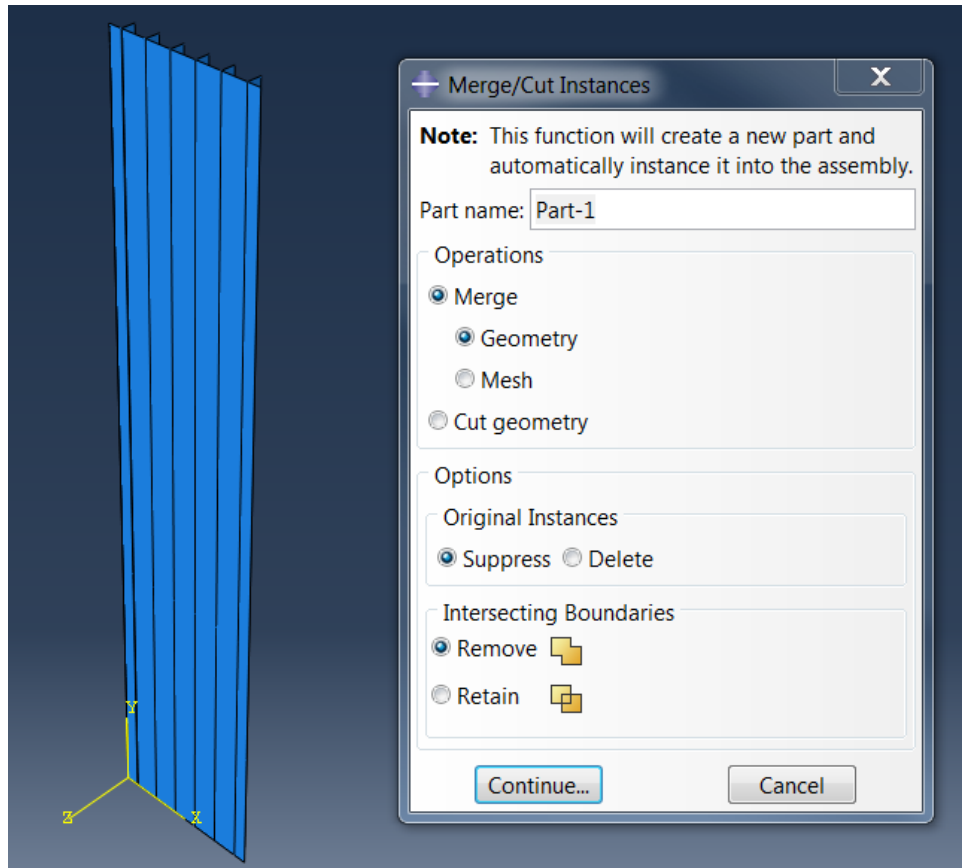 Merge/Cut Instances
X
Note: This function will create a new part and
automatically instance it into the assembly.
Part name: Part-1
Operations
Merge
Geometry
Mesh
Cut geometry
Options
Original Instances
Suppress Delete
Intersecting Boundaries
Remove
Retain
Continue... Cancel
Y
Z X